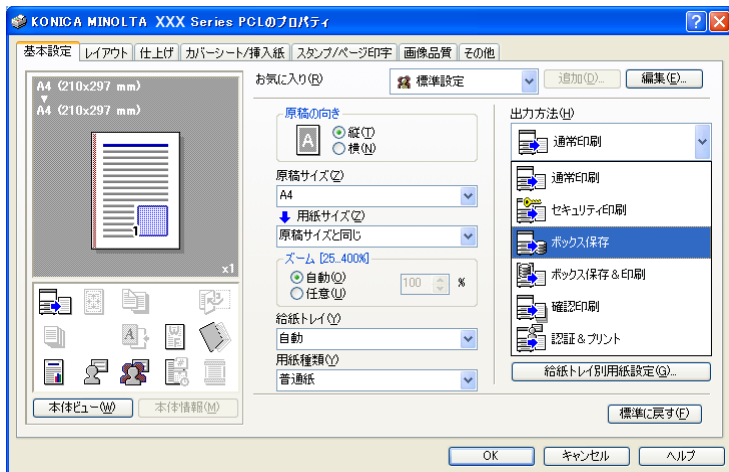 KONICA MINOLTA XXX Series PCLのプロパティ
基本設定 レイアウト 仕上げ カバーシート/挿入紙 スタンプ/ページ印字 画像品質 その他
A4 (210x297 mm)
A4 (210x297 mm)
1
x1
本体ビュー(W) 本体情報(M)
お気に入り(R) 標準設定 追加(D)... 編集(E)...
原稿の向き
A
縦(T)
横(N)
原稿サイズ(Z)
A4
用紙サイズ(Z)
原稿サイズと同じ
ズーム [25..400%]
自動(O)
任意(U)
100 %
給紙トレイ(Y)
自動
用紙種類(Y)
普通紙
出力方法(H)
通常印刷
通常印刷
セキュリティ印刷
ボックス保存
ボックス保存&印刷
確認印刷
認証&プリント
給紙トレイ別用紙設定(G)...
標準に戻す(F)
OK キャンセル ヘルプ